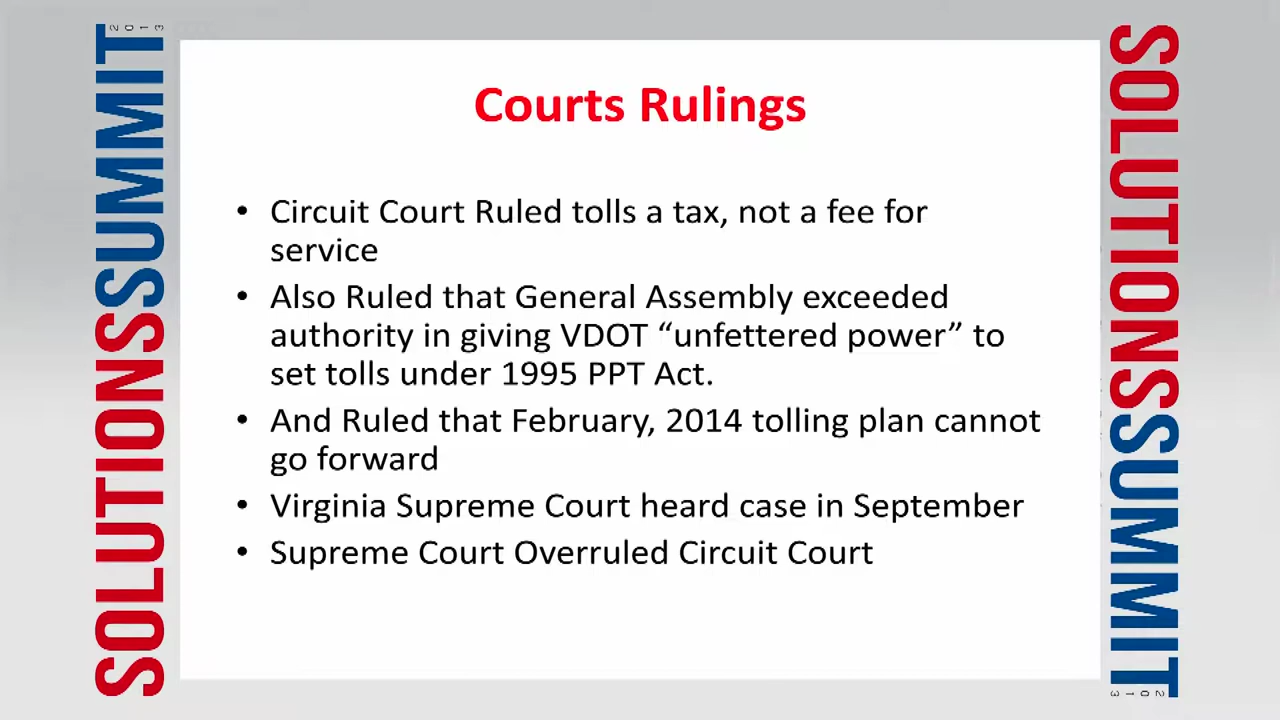 SOLUTIONSSUMMIT
2013
Courts Rulings
• Circuit Court Ruled tolls a tax, not a fee for
service
• Also Ruled that General Assembly exceeded
authority in giving VDOT “unfettered power” to
set tolls under 1995 PPT Act.
• And Ruled that February, 2014 tolling plan cannot
go forward
• Virginia Supreme Court heard case in September
• Supreme Court Overruled Circuit Court
SOLUTIONSSUMMIT
2013